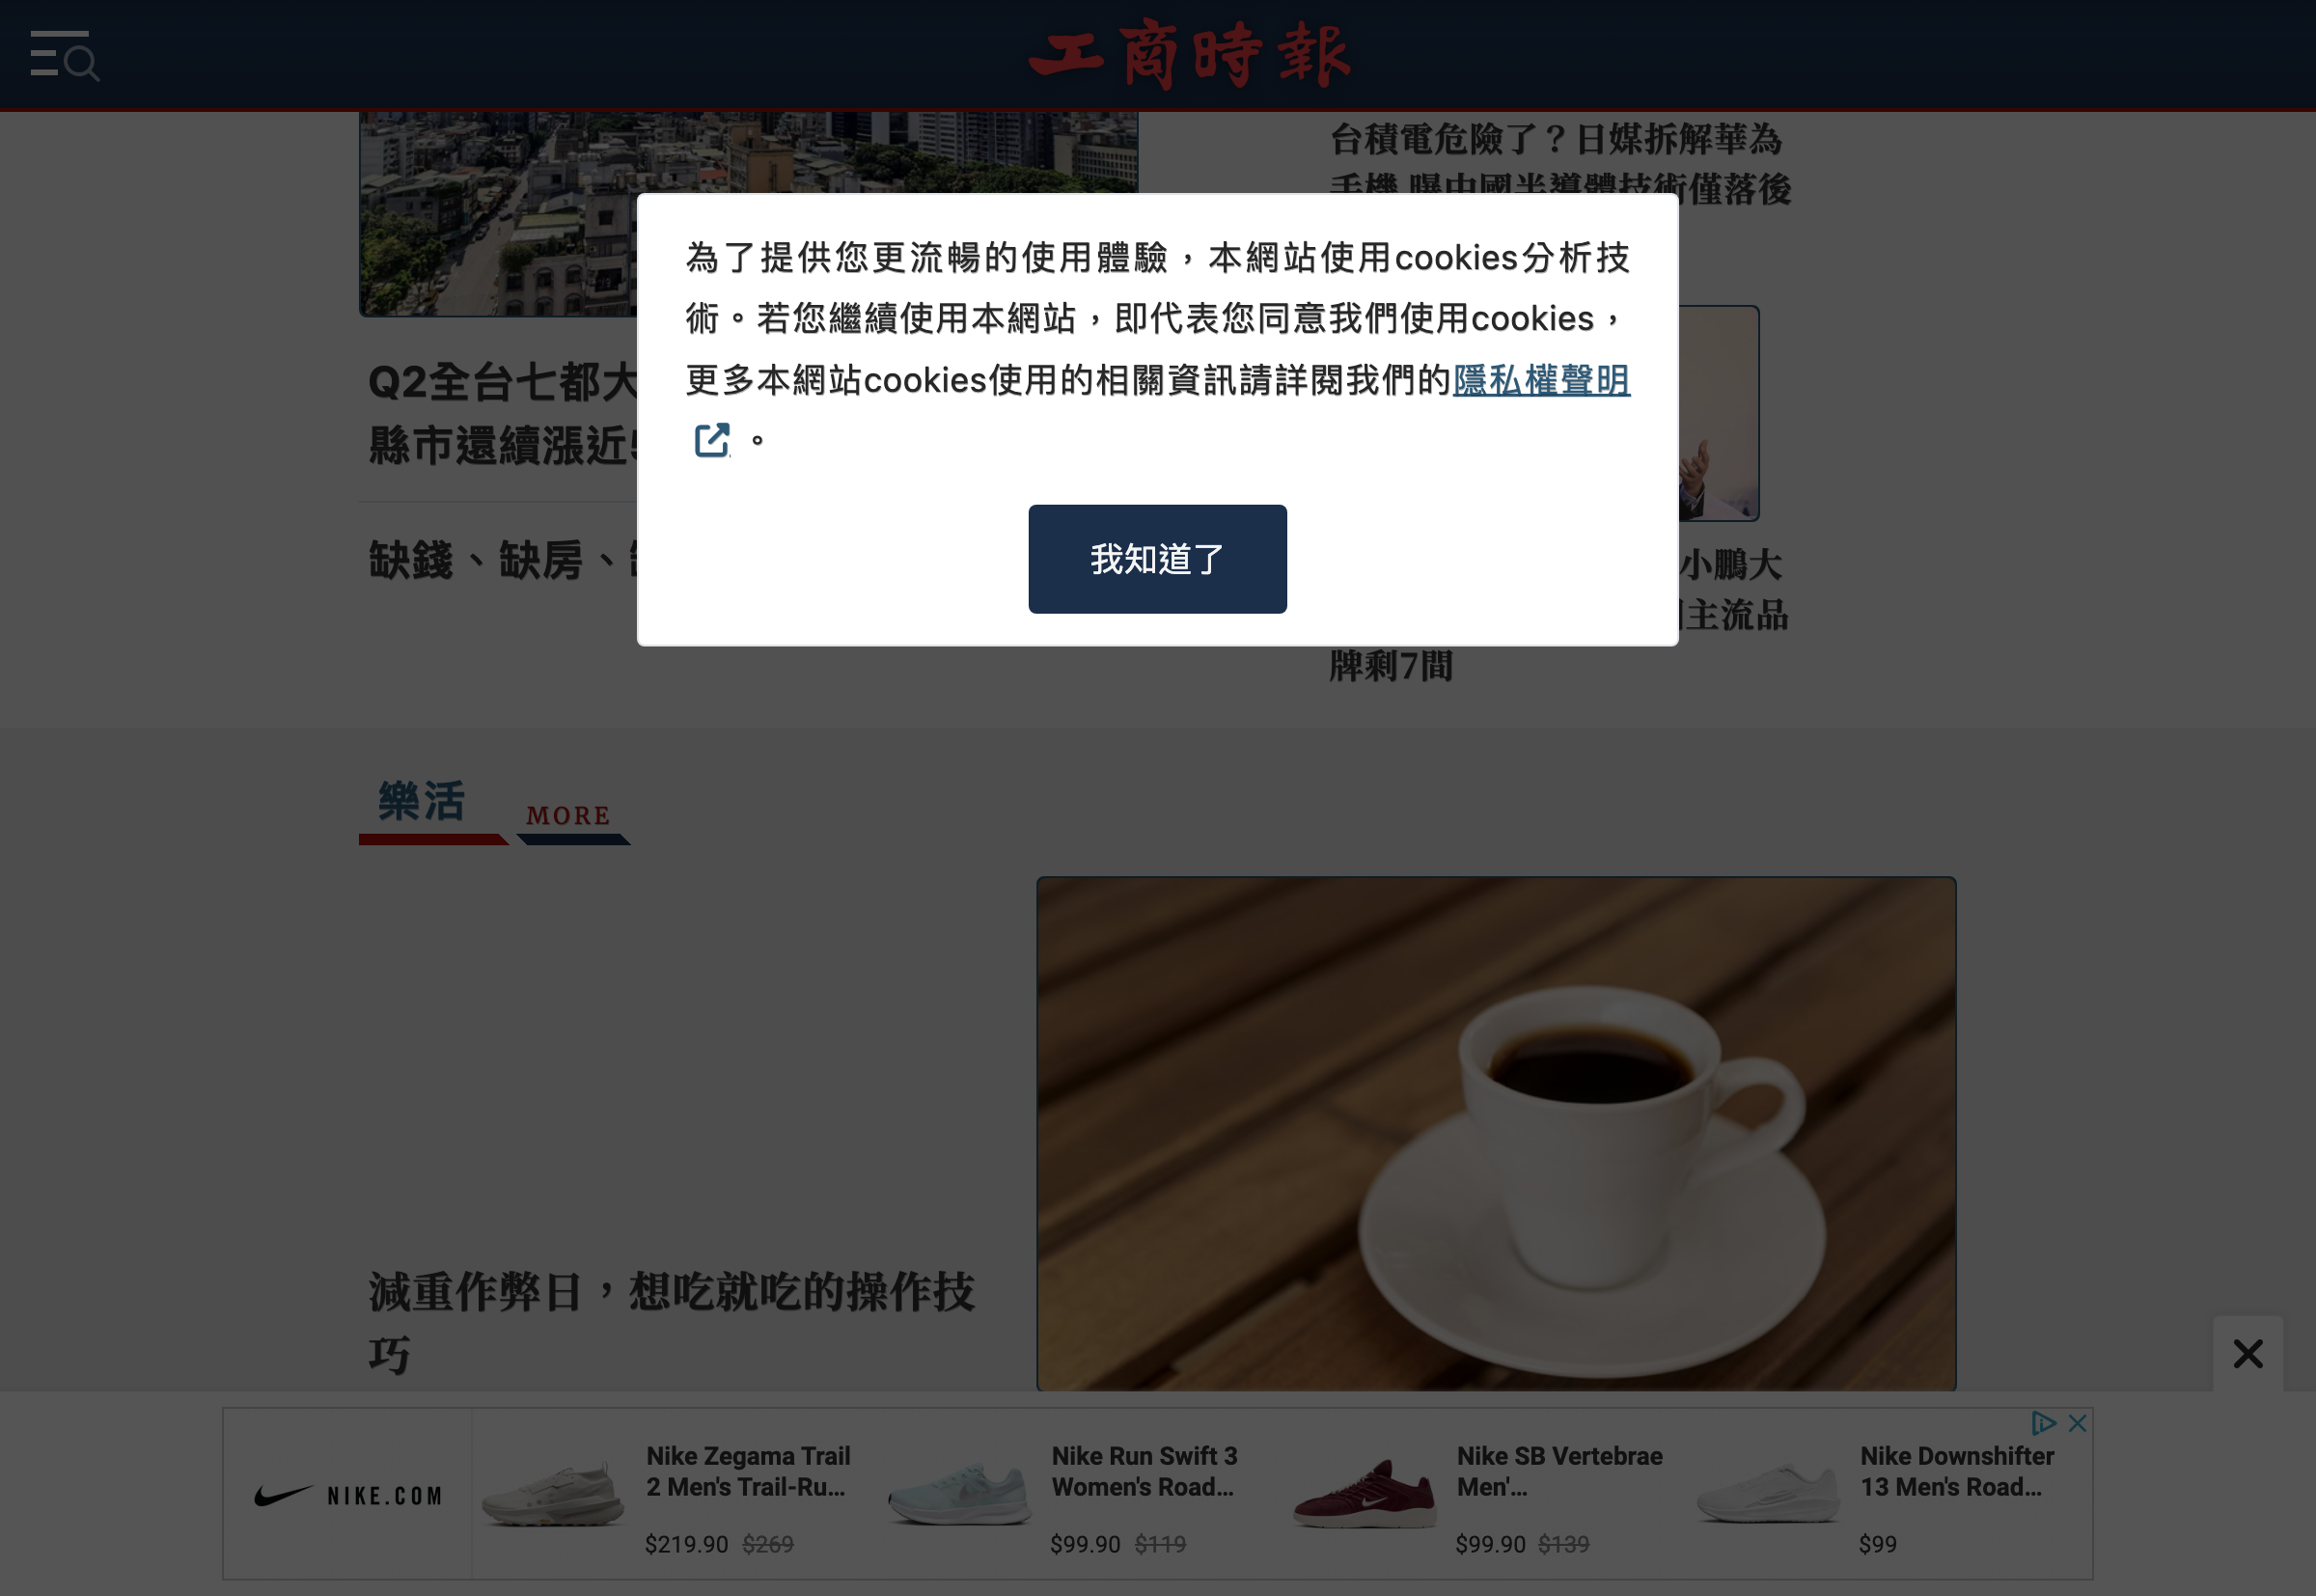 工商時報
台積電危險了？日媒拆解華為
術僅落後
為了提供您更流暢的使用體驗，本網站使用cookies分析技
術。若您繼續使用本網站，即代表您同意我們使用cookies，
更多本網站cookies使用的相關資訊請詳閱我們的隱私權聲明
。
我知道了
Q2全台七都大
縣市還續漲近
缺錢、缺房、
小鵬大
主流品
牌剩7間
樂活
MORE
減重作弊日，想吃就吃的操作技
巧
NIKE.COM
Nike Zegama Trail
2 Men's Trail-Ru...
$219.90 $269
Nike Run Swift 3
Women's Road...
$99.90 $119
Nike SB Vertebrae
Men'...
$99.90 $139
Nike Downshifter
13 Men's Road...
$99